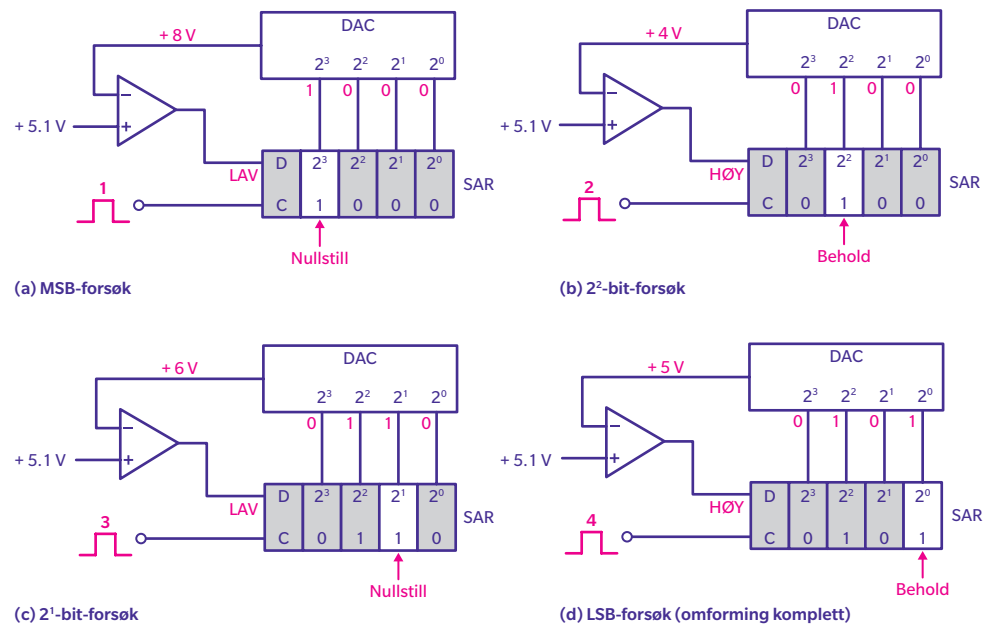 DAC
+ 8 V
2³ 2² 2¹ 2⁰
1 0 0 0
−
+ 5.1 V +
D 2³ 2² 2¹ 2⁰
LAV
SAR
1
C 1 0 0 0
Nullstill
(a) MSB-forsøk
DAC
+ 4 V
2³ 2² 2¹ 2⁰
0 1 0 0
−
+ 5.1 V +
D 2³ 2² 2¹ 2⁰
HØY
SAR
2
C 0 1 0 0
Behold
(b) 2²-bit-forsøk
DAC
+ 6 V
2³ 2² 2¹ 2⁰
0 1 1 0
−
+ 5.1 V +
D 2³ 2² 2¹ 2⁰
LAV
SAR
3
C 0 1 1 0
Nullstill
(c) 2¹-bit-forsøk
DAC
+ 5 V
2³ 2² 2¹ 2⁰
0 1 0 1
−
+ 5.1 V +
D 2³ 2² 2¹ 2⁰
HØY
SAR
4
C 0 1 0 1
Behold
(d) LSB-forsøk (omforming komplett)